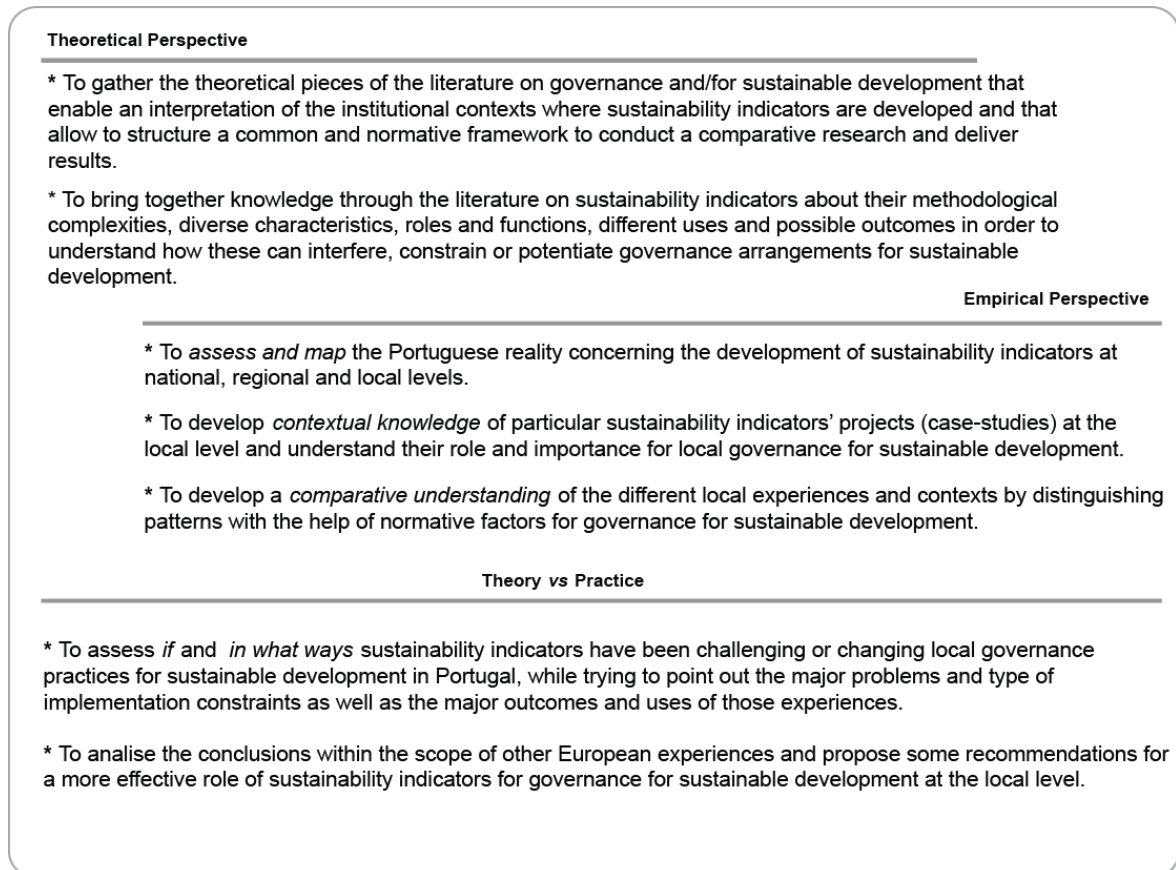 Theoretical Perspective
* To gather the theoretical pieces of the literature on governance and/for sustainable development that
enable an interpretation of the institutional contexts where sustainability indicators are developed and that
allow to structure a common and normative framework to conduct a comparative research and deliver
results.
* To bring together knowledge through the literature on sustainability indicators about their methodological
complexities, diverse characteristics, roles and functions, different uses and possible outcomes in order to
understand how these can interfere, constrain or potentiate governance arrangements for sustainable
development.
Empirical Perspective
* To assess and map the Portuguese reality concerning the development of sustainability indicators at
national, regional and local levels.
* To develop contextual knowledge of particular sustainability indicators' projects (case-studies) at the
local level and understand their role and importance for local governance for sustainable development.
* To develop a comparative understanding of the different local experiences and contexts by distinguishing
patterns with the help of normative factors for governance for sustainable development.
Theory vs Practice
* To assess if and in what ways sustainability indicators have been challenging or changing local governance
practices for sustainable development in Portugal, while trying to point out the major problems and type of
implementation constraints as well as the major outcomes and uses of those experiences.
* To analise the conclusions within the scope of other European experiences and propose some recommendations for
a more effective role of sustainability indicators for governance for sustainable development at the local level.